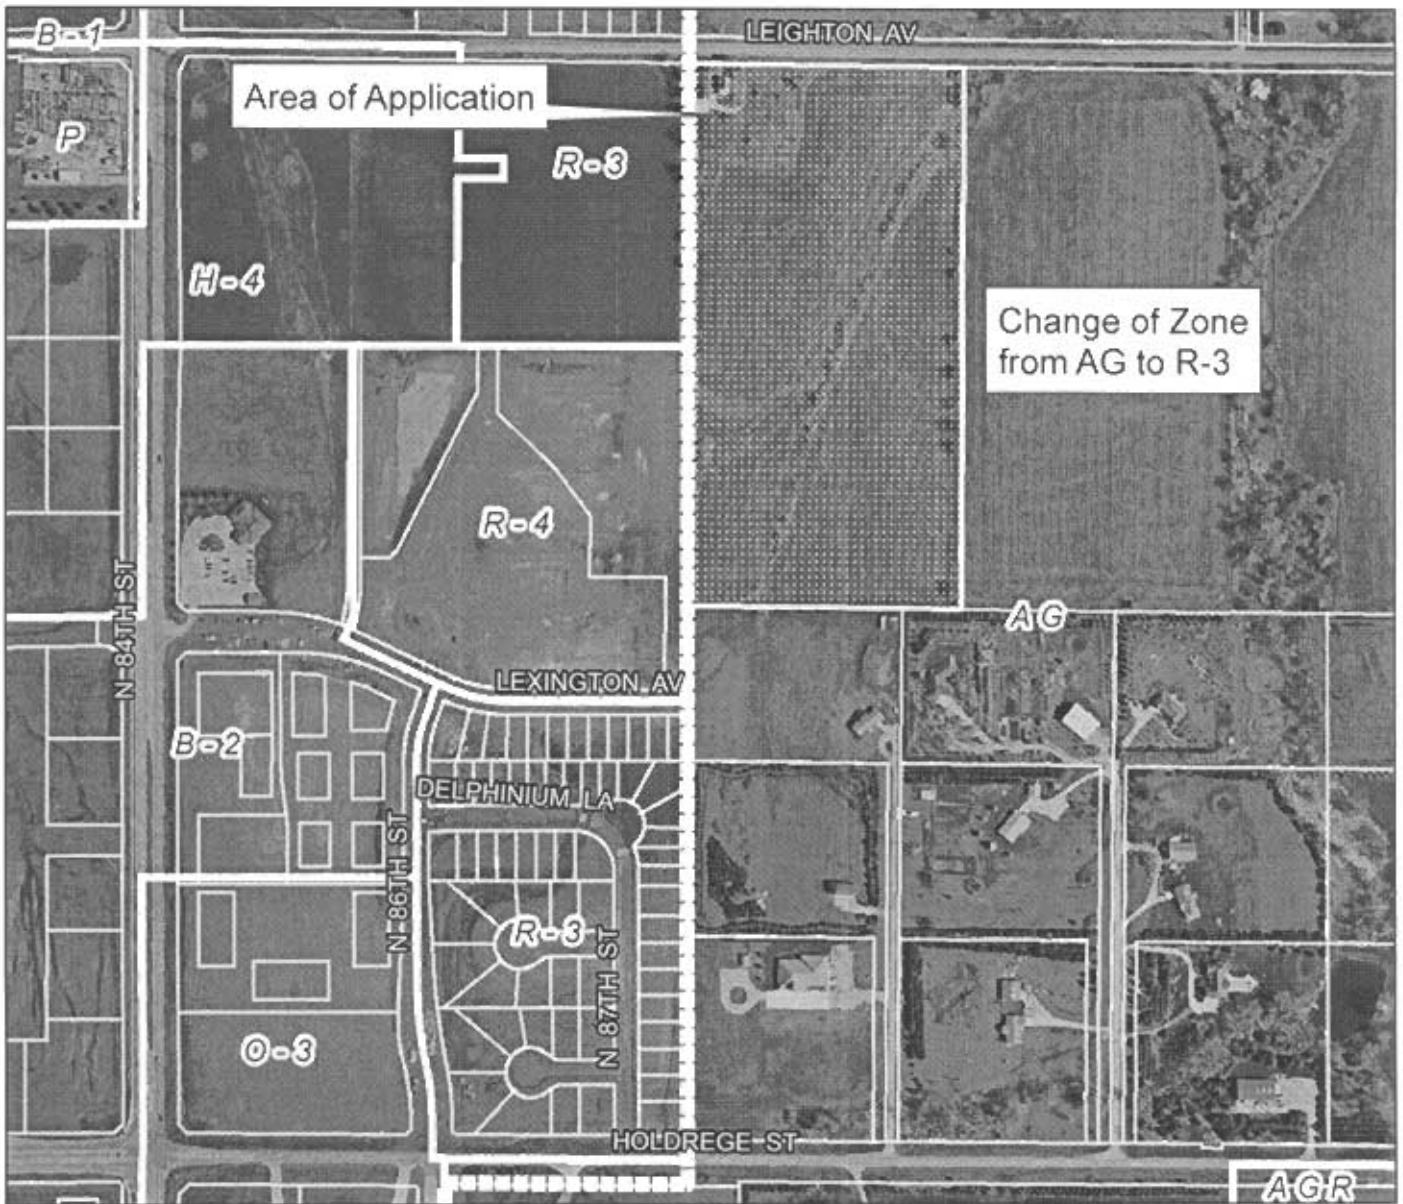 B-1
LEIGHTON AV
Area of Application
P
R-3
H-4
Change of Zone
from AG to R-3
R-4
N 84TH ST
AG
LEXINGTON AV
B-2
DELPHINIUM LA
N 86TH ST
R-3
N 87TH ST
O-3
HOLDREGE ST
AGR